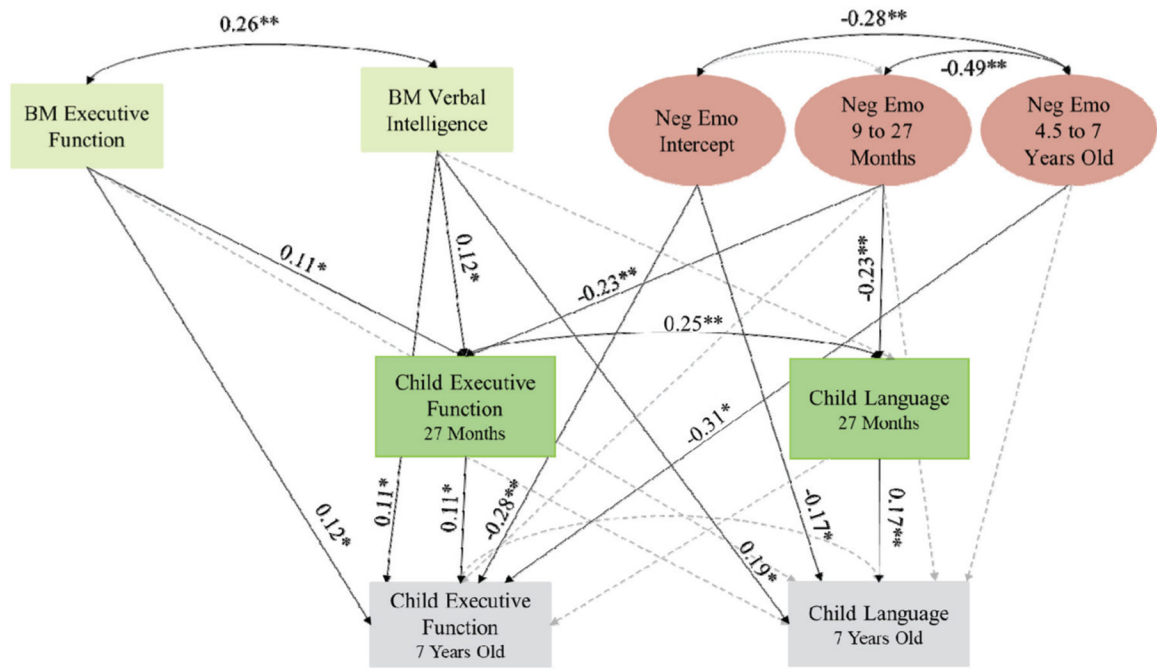 0.26**
-0.28**
-0.49**
BM Executive
Function
BM Verbal
Intelligence
Neg Emo
Intercept
Neg Emo
9 to 27
Months
Neg Emo
4.5 to 7
Years Old
0.11*
0.12*
-0.23**
-0.23**
0.25**
Child Executive
Function
27 Months
Child Language
27 Months
-0.31*
0.12*
0.11*
0.11*
-0.28**
0.19*
-0.17*
0.17**
Child Executive
Function
7 Years Old
Child Language
7 Years Old